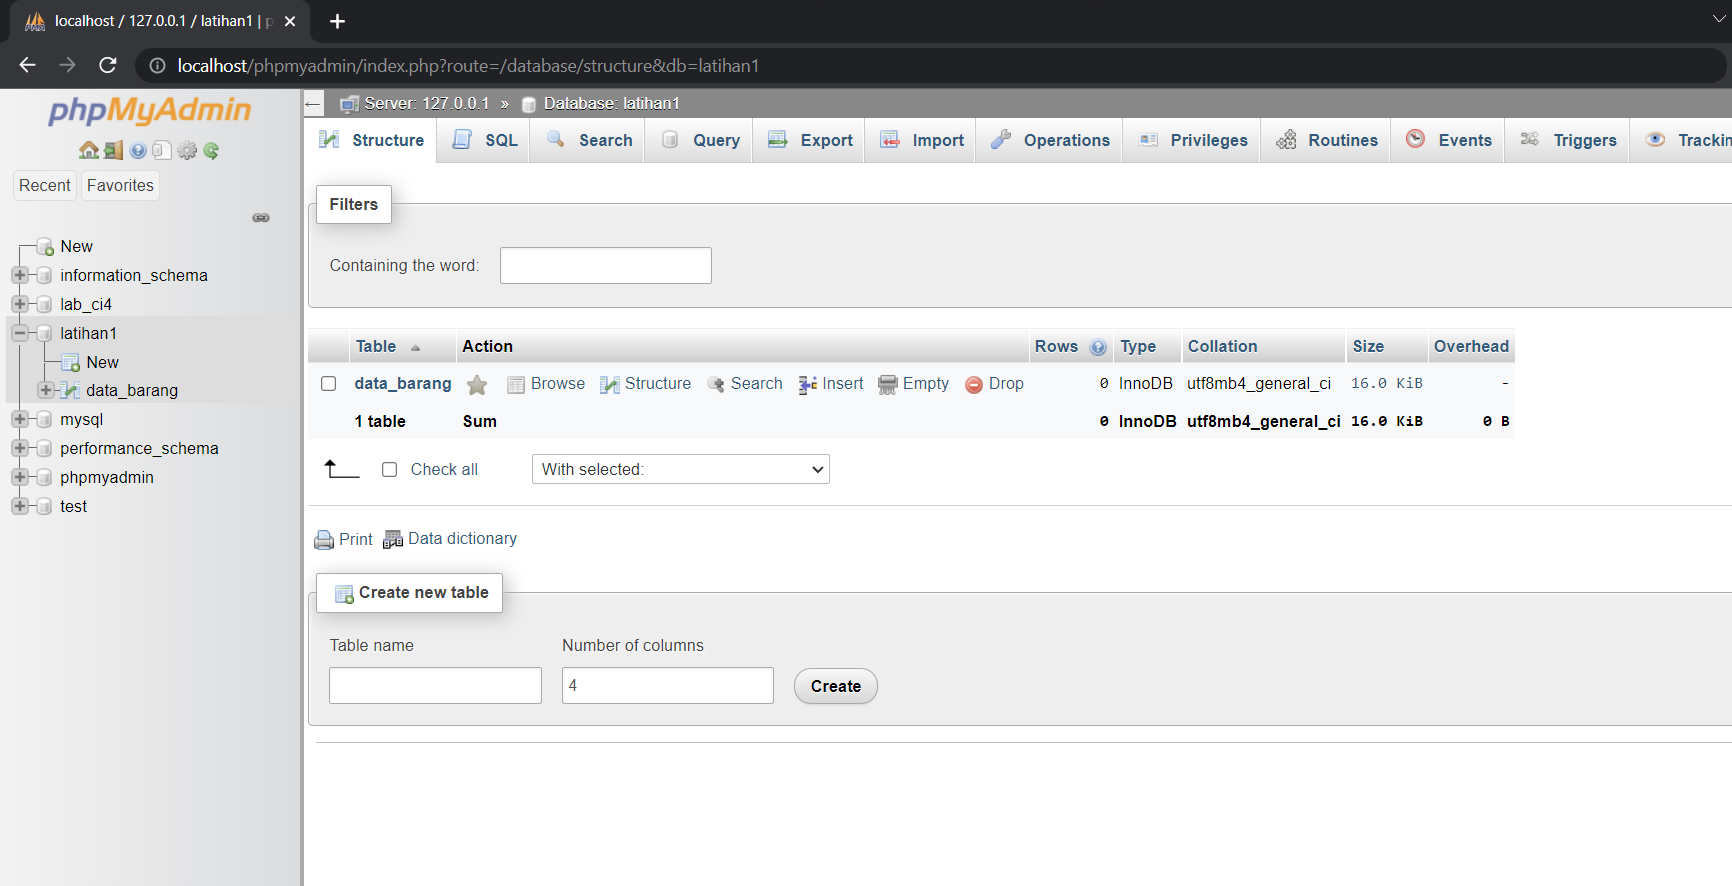 localhost / 127.0.0.1 / latihan1 | p
localhost/phpmyadmin/index.php?route=/database/structure&db=latihan1
phpMyAdmin
Recent Favorites
New
information_schema
lab_ci4
latihan1
New
data_barang
mysql
performance_schema
phpmyadmin
test
Server: 127.0.0.1 » Database: latihan1
Structure SQL Search Query Export Import Operations Privileges Routines Events Triggers Trackin
Filters
Containing the word:
Table Action Rows Type Collation Size Overhead
data_barang Browse Structure Search Insert Empty Drop 0 InnoDB utf8mb4_general_ci 16.0 KiB -
1 table Sum 0 InnoDB utf8mb4_general_ci 16.0 KiB 0 B
Check all With selected:
Print Data dictionary
Create new table
Table name Number of columns
4 Create